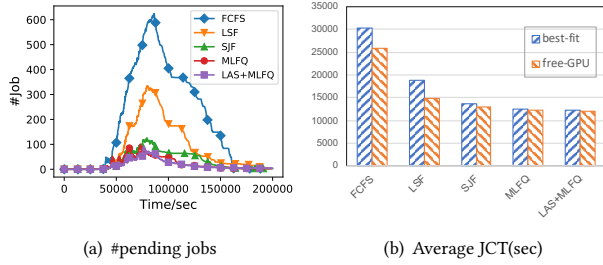 #Job
600
500
400
300
200
100
0
FCFS
LSF
SJF
MLFQ
LAS+MLFQ
0 50000 100000 150000 200000
Time/sec
(a) #pending jobs
35000
30000
25000
20000
15000
10000
5000
0
best-fit
free-GPU
FCFS LSF SJF MLFQ LAS+MLFQ
(b) Average JCT(sec)